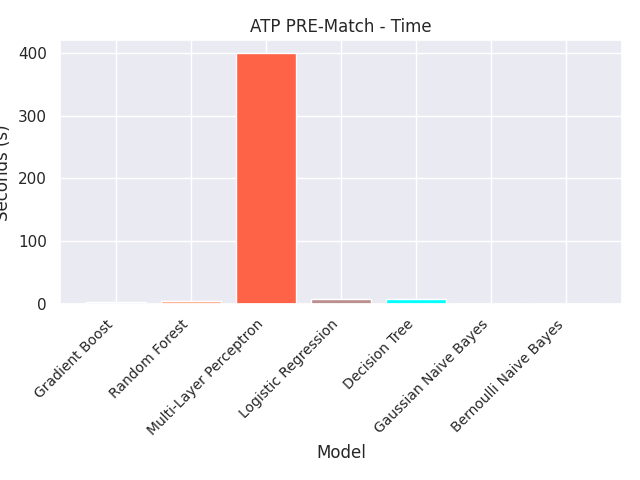 ATP PRE-Match - Time
Seconds (s)
400
300
200
100
0
Gradient Boost
Random Forest
Multi-Layer Perceptron
Logistic Regression
Decision Tree
Gaussian Naive Bayes
Bernoulli Naive Bayes
Model